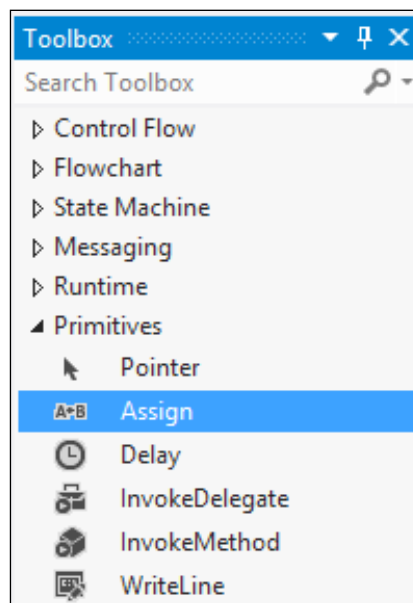 Toolbox
Search Toolbox
Control Flow
Flowchart
State Machine
Messaging
Runtime
Primitives
Pointer
A+B Assign
Delay
InvokeDelegate
InvokeMethod
WriteLine